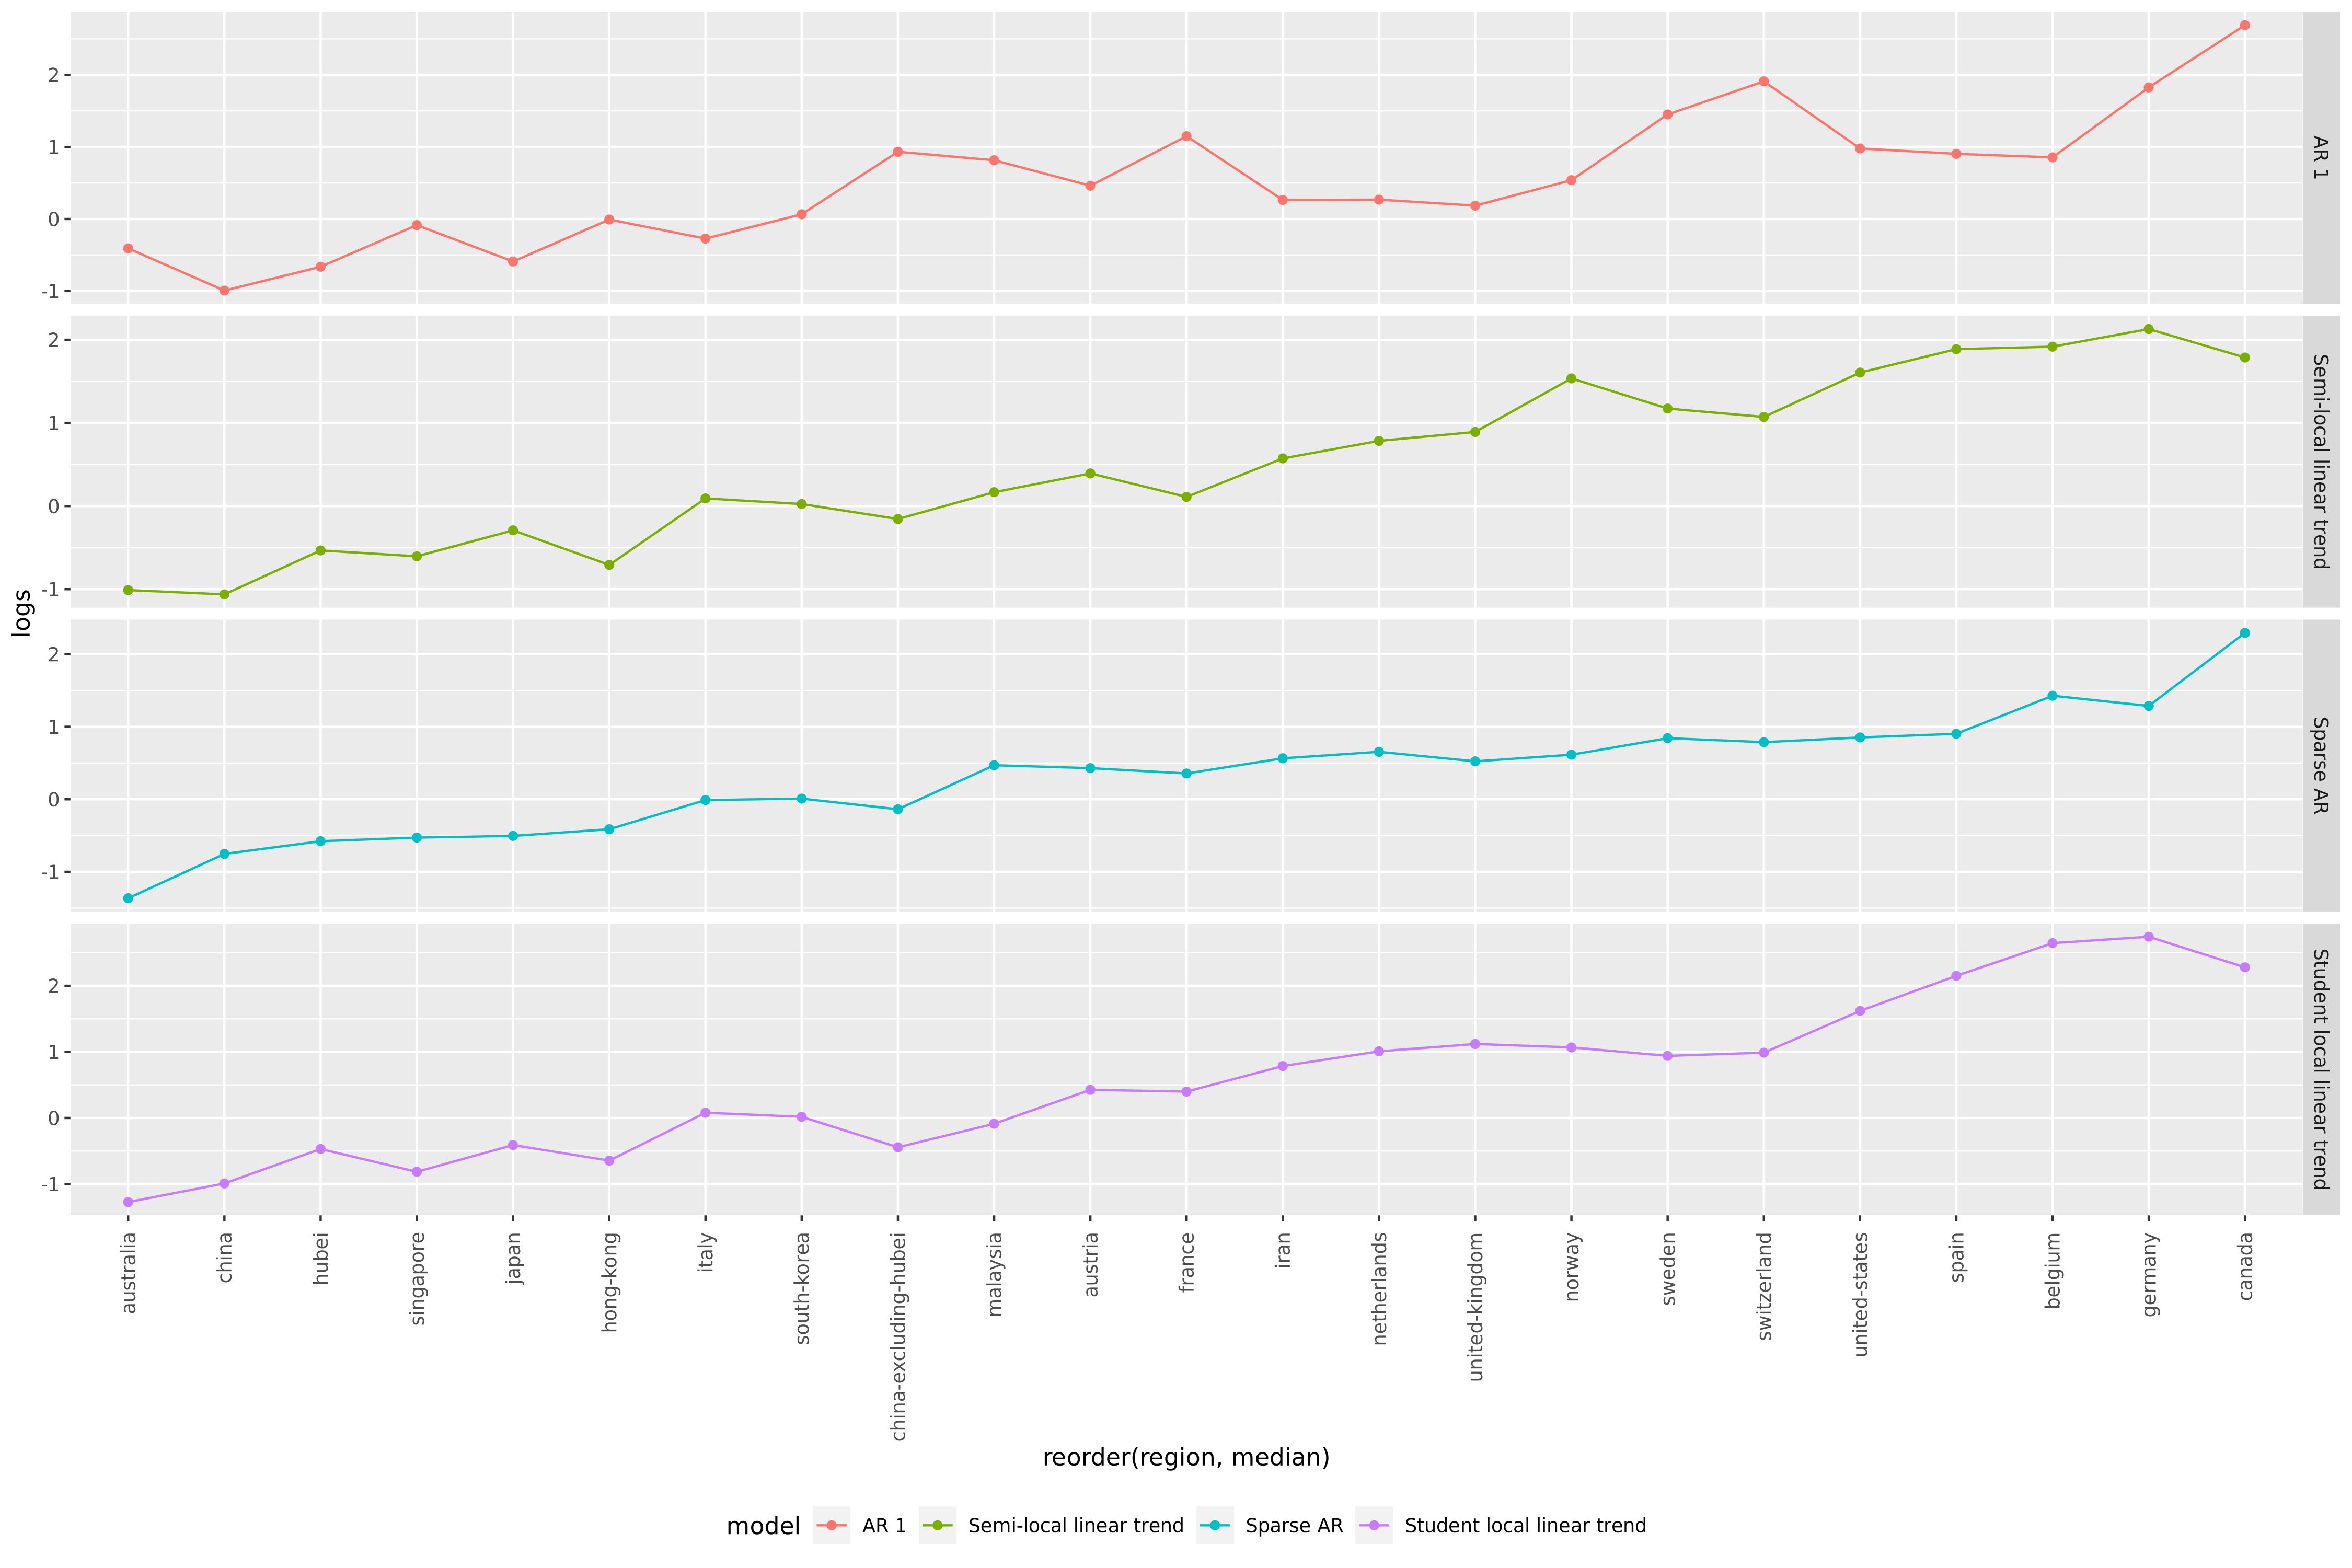 logs
2
1
0
-1
AR 1
2
1
0
-1
Semi-local linear trend
2
1
0
-1
Sparse AR
2
1
0
-1
Student local linear trend
australia
china
hubei
singapore
japan
hong-kong
italy
south-korea
china-excluding-hubei
malaysia
austria
france
iran
netherlands
united-kingdom
norway
sweden
switzerland
united-states
spain
belgium
germany
canada
reorder(region, median)
model AR 1 Semi-local linear trend Sparse AR Student local linear trend